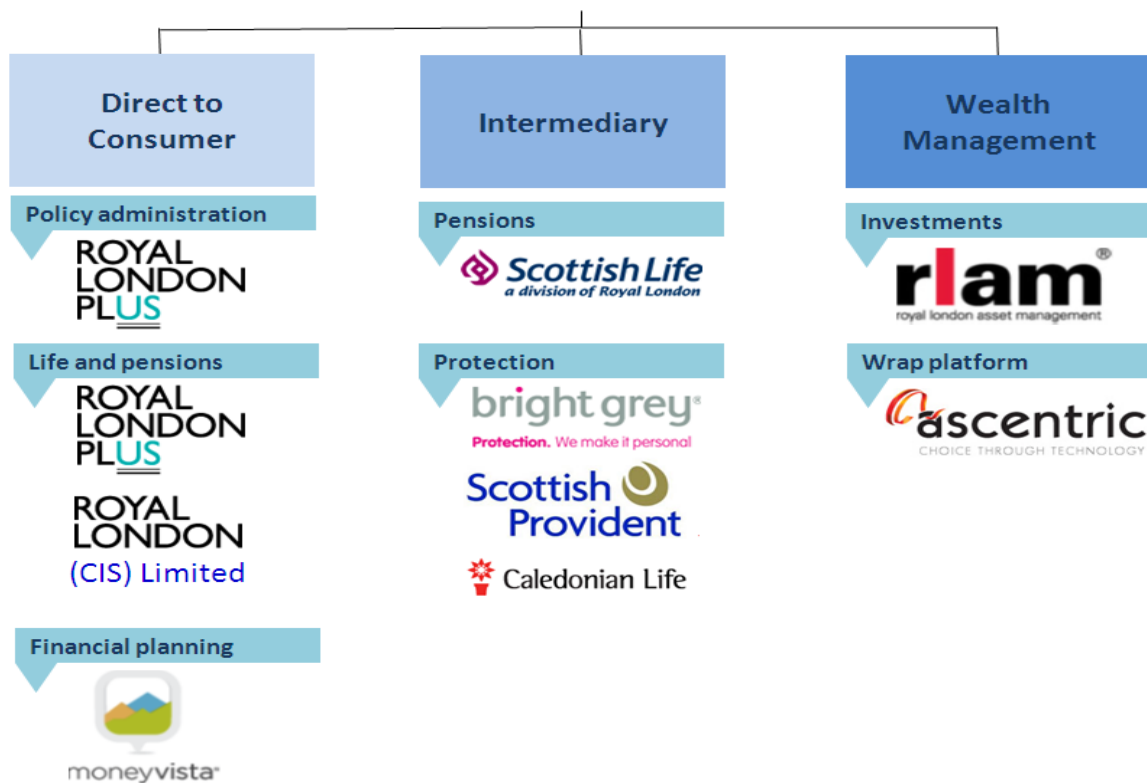 Direct to
Consumer
Policy administration
ROYAL
LONDON
PLUS
Life and pensions
ROYAL
LONDON
PLUS
ROYAL
LONDON
(CIS) Limited
Financial planning
moneyvista
Intermediary
Pensions
Scottish Life
a division of Royal London
Protection
bright grey®
Protection. We make it personal
Scottish
Provident
Caledonian Life
Wealth
Management
Investments
rlam®
royal london asset management
Wrap platform
ascentric
CHOICE THROUGH TECHNOLOGY